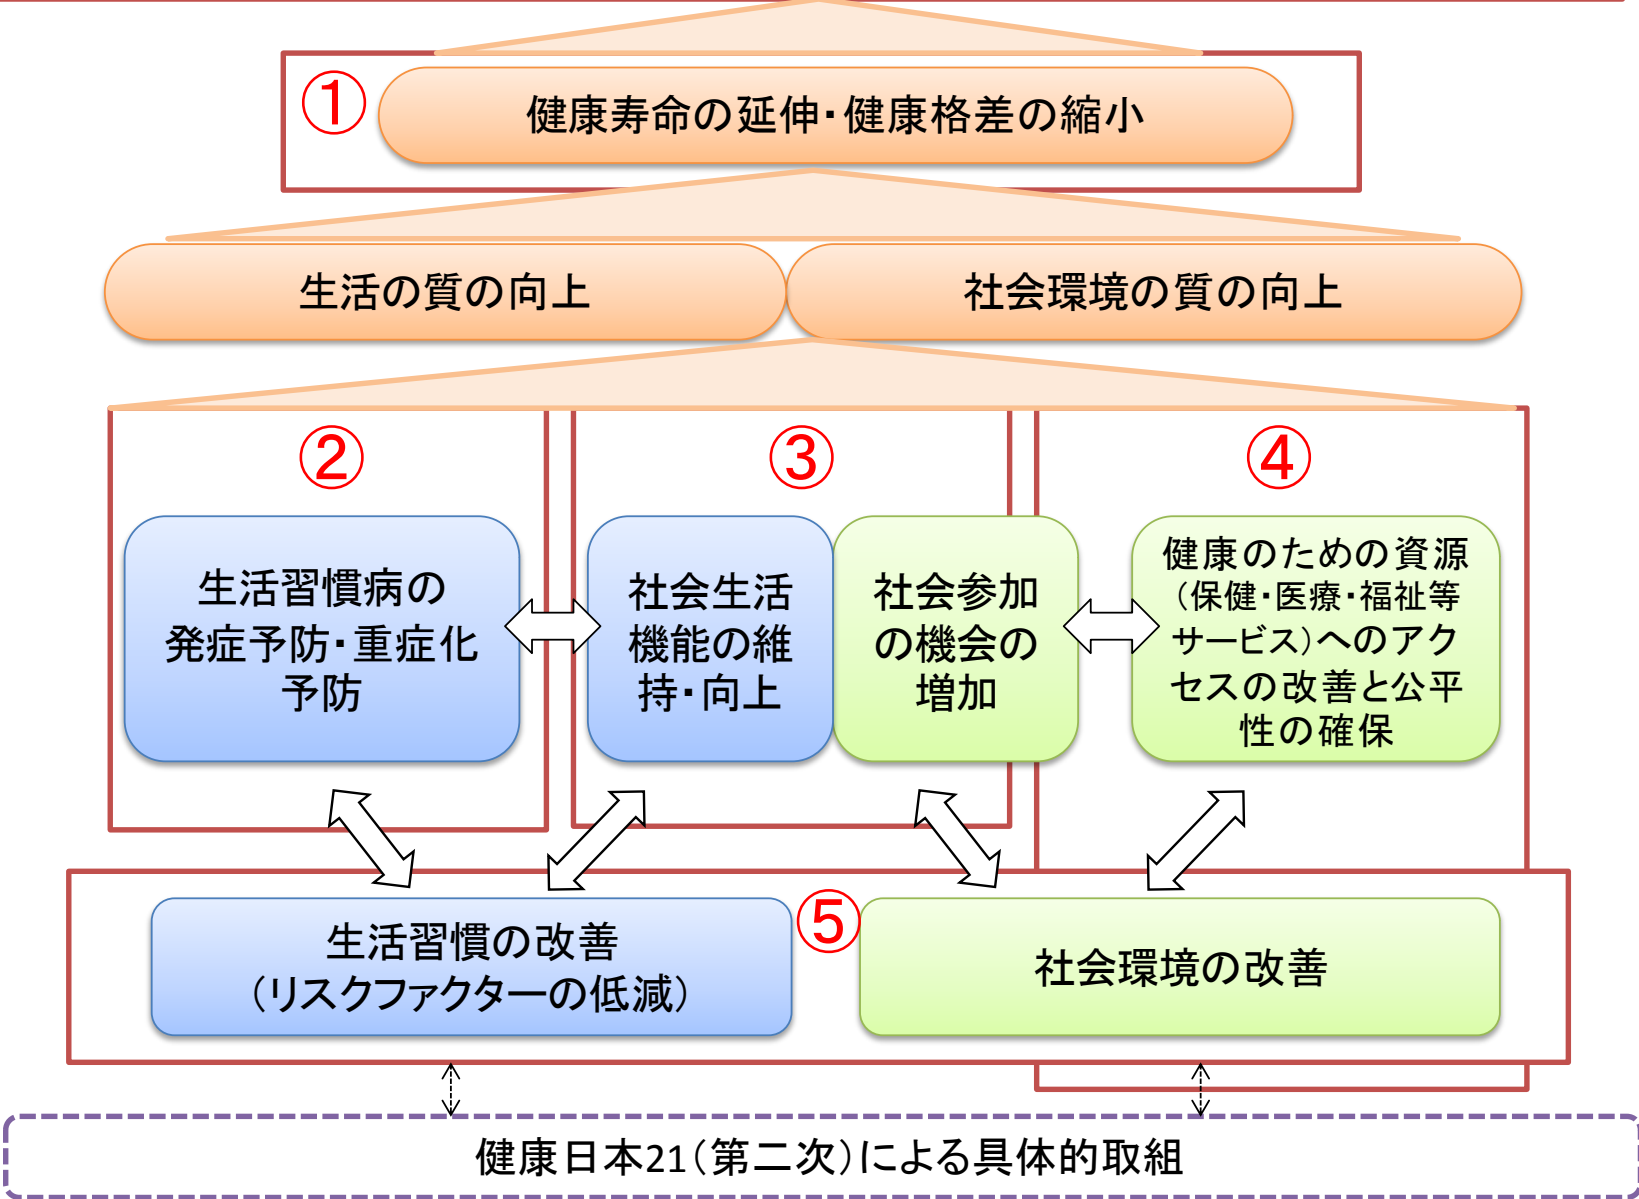 ①
健康寿命の延伸・健康格差の縮小
生活の質の向上
社会環境の質の向上
②
③
④
生活習慣病の
発症予防・重症化
予防
社会生活
機能の維
持・向上
社会参加
の機会の
増加
健康のための資源
（保健・医療・福祉等
サービス）へのアク
セスの改善と公平
性の確保
⑤
生活習慣の改善
（リスクファクターの低減）
社会環境の改善
健康日本21（第二次）による具体的取組